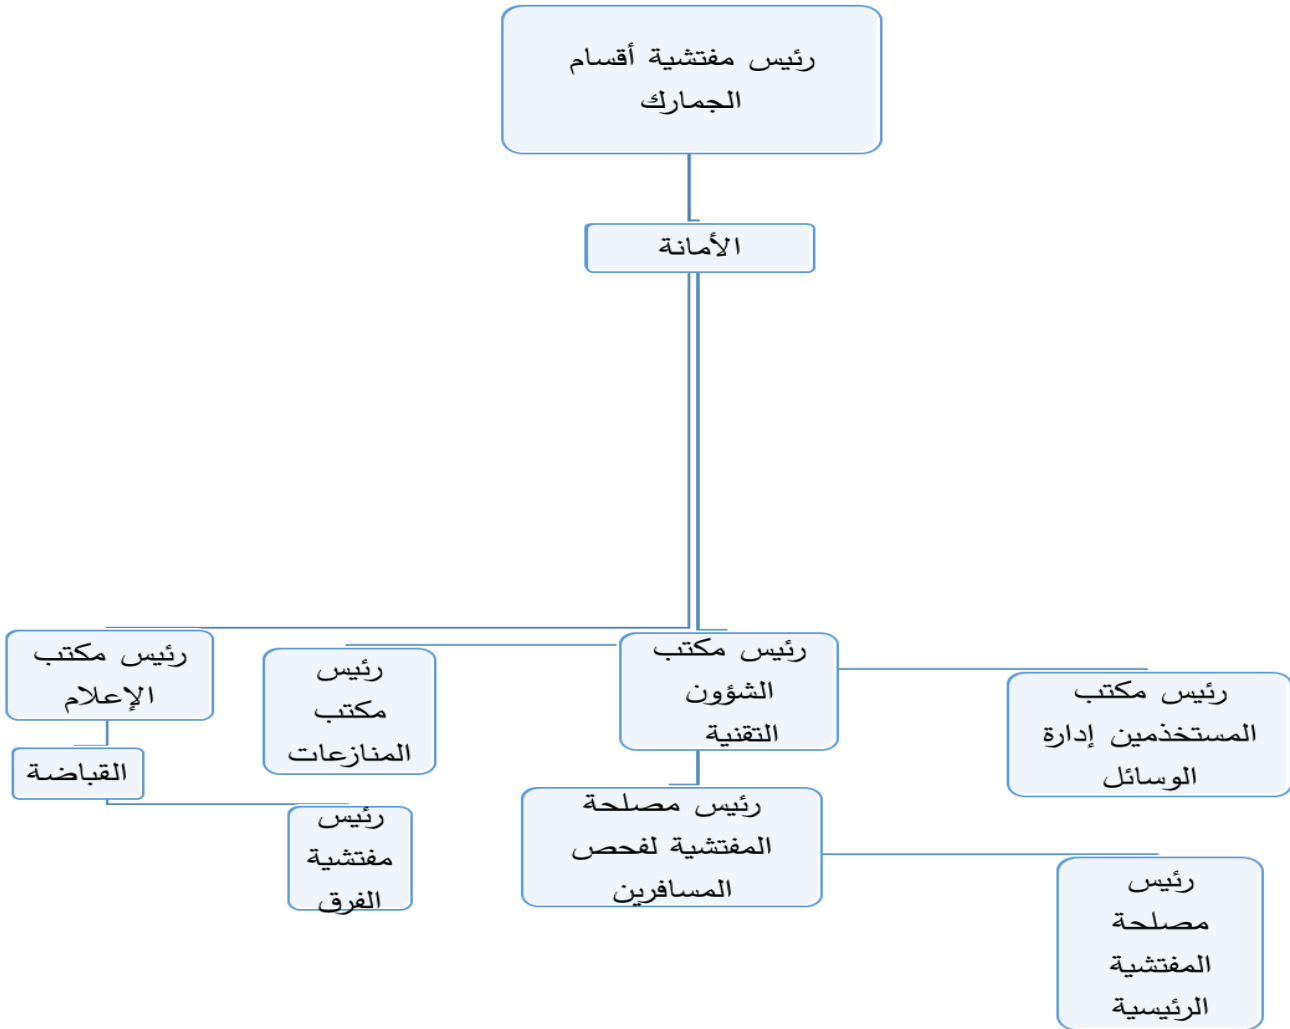 رئيس مفتشية أقسام
الجمارك
الأمانة
رئيس مكتب
المستخذمين إدارة
الوسائل
رئيس مكتب
الشؤون
التقنية
رئيس
مكتب
المنازعات
رئيس مكتب
الإعلام
القباضة
رئيس
مفتشية
الفرق
رئيس مصلحة
المفتشية لفحص
المسافرين
رئيس
مصلحة
المفتشية
الرئيسية